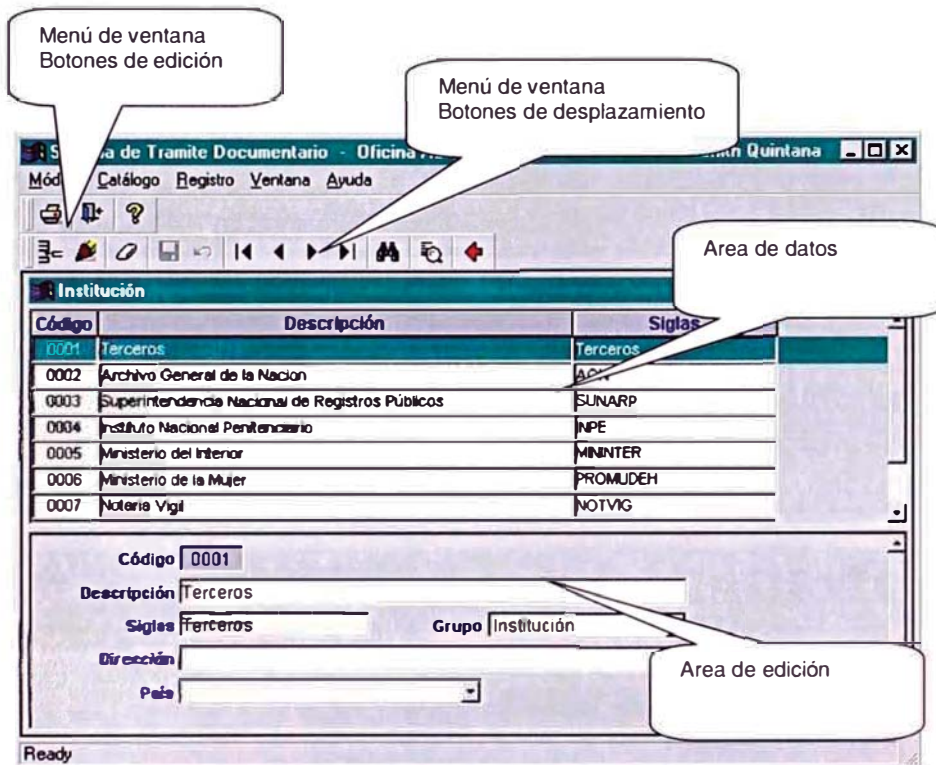 Menú de ventana
Botones de edición
Menú de ventana
Botones de desplazamiento
a de Tramite Documentario - Oficina Quintana
Catálogo Registro Ventana Ayuda
Area de datos
Institución
Código Descripción Siglas
0001 Terceros Terceros
0002 Archivo General de la Nacion AGN
0003 Superintendencia Nacional de Registros Públicos SUNARP
0004 Instituto Nacional Penitenciario INPE
0005 Ministerio del Interior MININTER
0006 Ministerio de la Mujer PROMUDEH
0007 Notaria Vigil NOTVIG
Código 0001
Descripción Terceros
Siglas Terceros Grupo Institución
Dirección
País
Area de edición
Ready